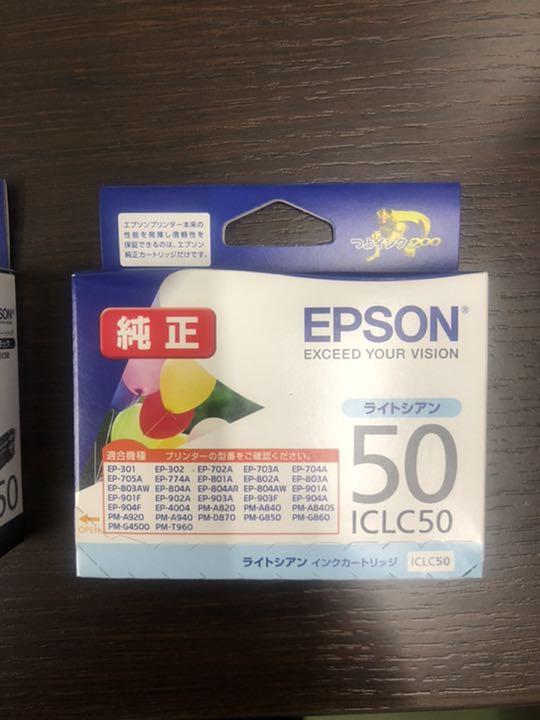 エプソンプリンター本来の
性能を発揮し信頼性を
保証できるのは、エプソン
純正カートリッジだけです。
つよインク200
純正
EPSON®
EXCEED YOUR VISION
ライトシアン
50
ICLC50
適合機種 プリンターの型番をご確認ください。
EP-301 EP-302 EP-702A EP-703A EP-704A
EP-705A EP-774A EP-801A EP-802A EP-803A
EP-803AW EP-804A EP-804AR EP-804AW EP-901A
EP-901F EP-902A EP-903A EP-903F EP-904A
EP-904F EP-4004 PM-A820 PM-A840 PM-A840S
PM-A920 PM-A940 PM-D870 PM-G850 PM-G860
PM-G4500 PM-T960
OPEN
ライトシアン インクカートリッジ ICLC50
SON
50